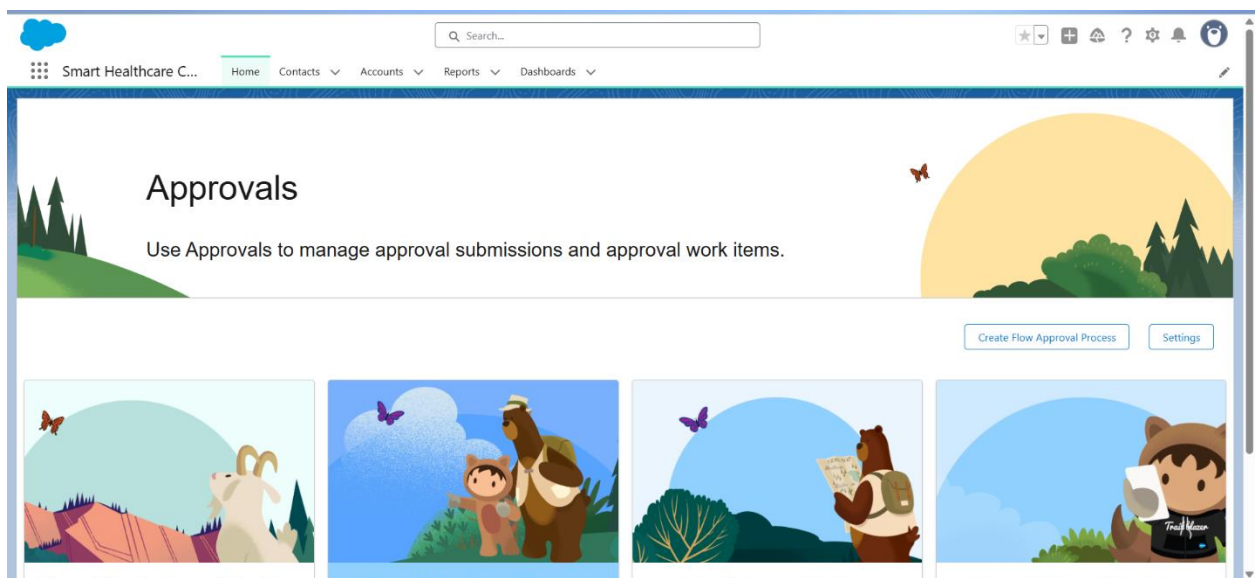 Search...
Smart Healthcare C... Home Contacts Accounts Reports Dashboards
Approvals
Use Approvals to manage approval submissions and approval work items.
Create Flow Approval Process Settings
Trailblazer